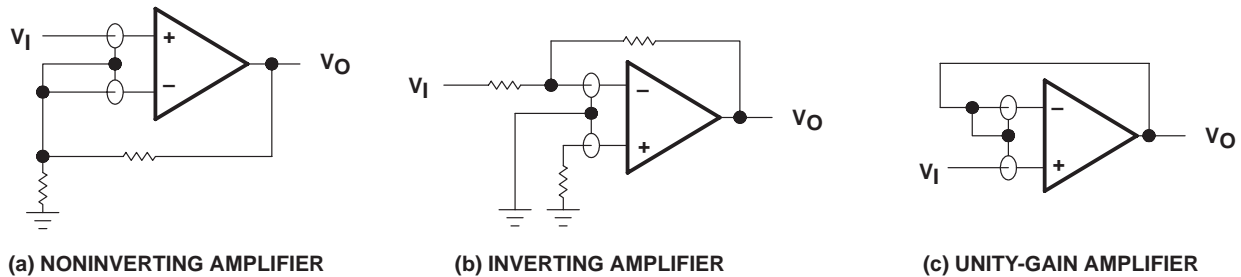 VI
+
−
VO
(a) NONINVERTING AMPLIFIER
VI
−
+
VO
(b) INVERTING AMPLIFIER
VI
−
+
VO
(c) UNITY-GAIN AMPLIFIER